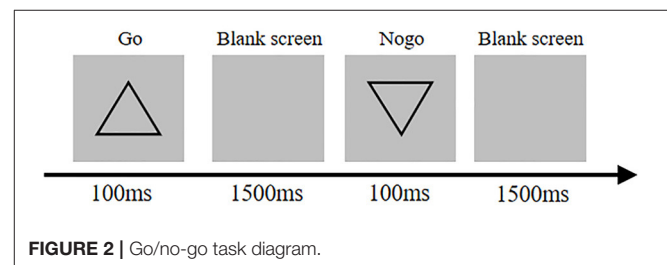 Go Blank screen Nogo Blank screen
100ms 1500ms 100ms 1500ms
FIGURE 2 | Go/no-go task diagram.